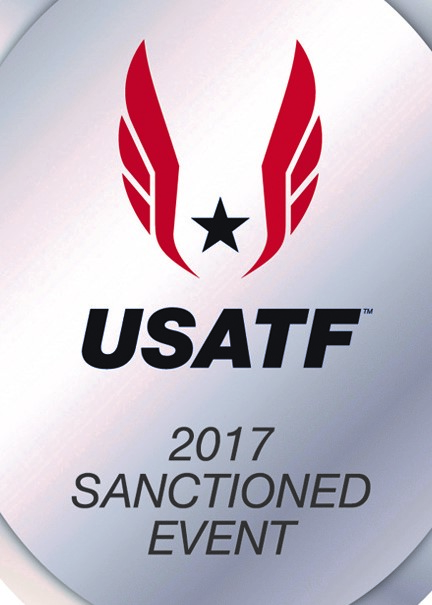 USATF™
2017
SANCTIONED
EVENT